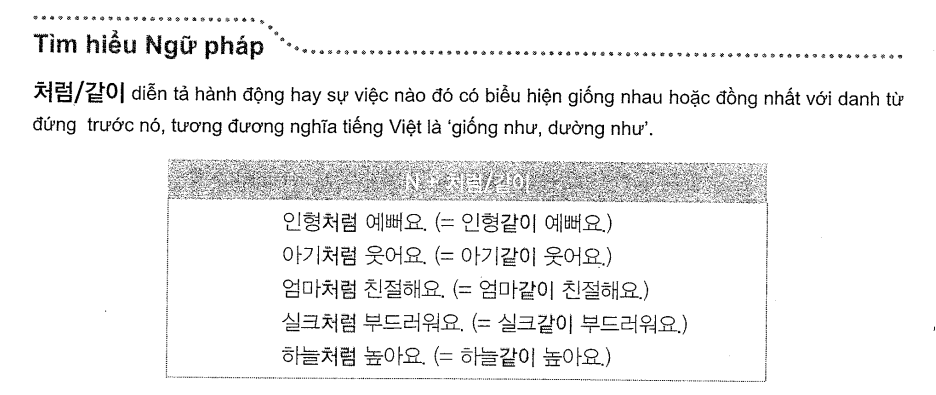 Tìm hiểu Ngữ pháp
처럼/같이 diễn tả hành động hay sự việc nào đó có biểu hiện giống nhau hoặc đồng nhất với danh từ
đứng trước nó, tương đương nghĩa tiếng Việt là ‘giống như, dường như’.
N + 처럼/같이
인형처럼 예뻐요. (= 인형같이 예뻐요.)
아기처럼 웃어요. (= 아기같이 웃어요.)
엄마처럼 친절해요. (= 엄마같이 친절해요.)
실크처럼 부드러워요. (= 실크같이 부드러워요.)
하늘처럼 높아요. (= 하늘같이 높아요.)